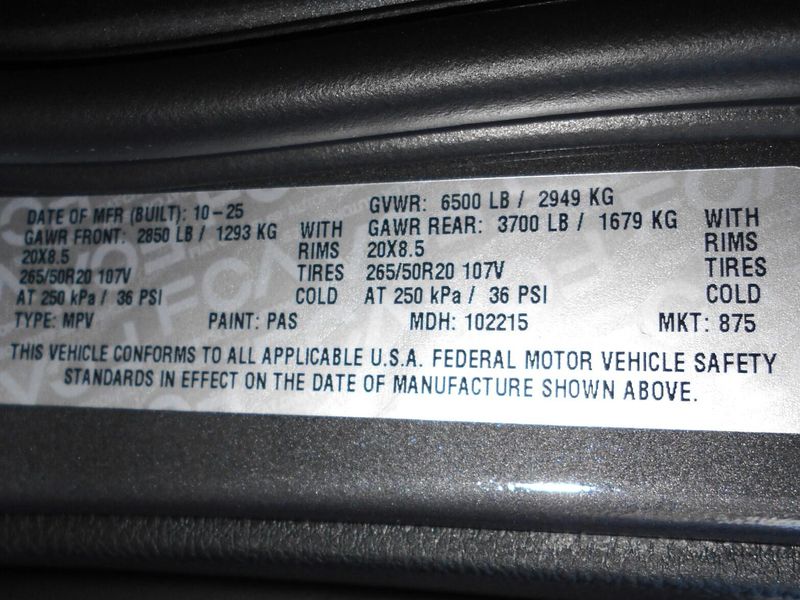 DATE OF MFR (BUILT): 10-25 GVWR: 6500 LB / 2949 KG
GAWR FRONT: 2850 LB / 1293 KG WITH GAWR REAR: 3700 LB / 1679 KG WITH
20X8.5 RIMS 20X8.5 RIMS
265/50R20 107V TIRES 265/50R20 107V TIRES
AT 250 kPa / 36 PSI COLD AT 250 kPa / 36 PSI COLD
TYPE: MPV PAINT: PAS MDH: 102215 MKT: 875
THIS VEHICLE CONFORMS TO ALL APPLICABLE U.S.A. FEDERAL MOTOR VEHICLE SAFETY
STANDARDS IN EFFECT ON THE DATE OF MANUFACTURE SHOWN ABOVE.